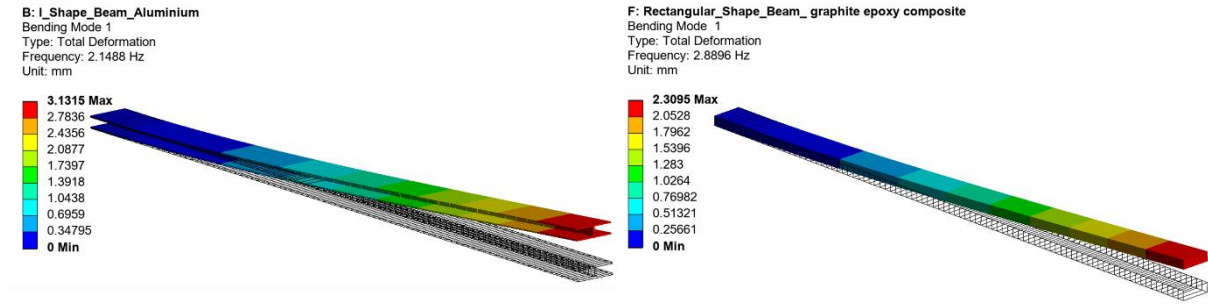 B: I_Shape_Beam_Aluminium
Bending Mode 1
Type: Total Deformation
Frequency: 2.1488 Hz
Unit: mm
3.1315 Max
2.7836
2.4356
2.0877
1.7397
1.3918
1.0438
0.6959
0.34795
0 Min
F: Rectangular_Shape_Beam_ graphite epoxy composite
Bending Mode 1
Type: Total Deformation
Frequency: 2.8896 Hz
Unit: mm
2.3095 Max
2.0528
1.7962
1.5396
1.283
1.0264
0.76982
0.51321
0.25661
0 Min